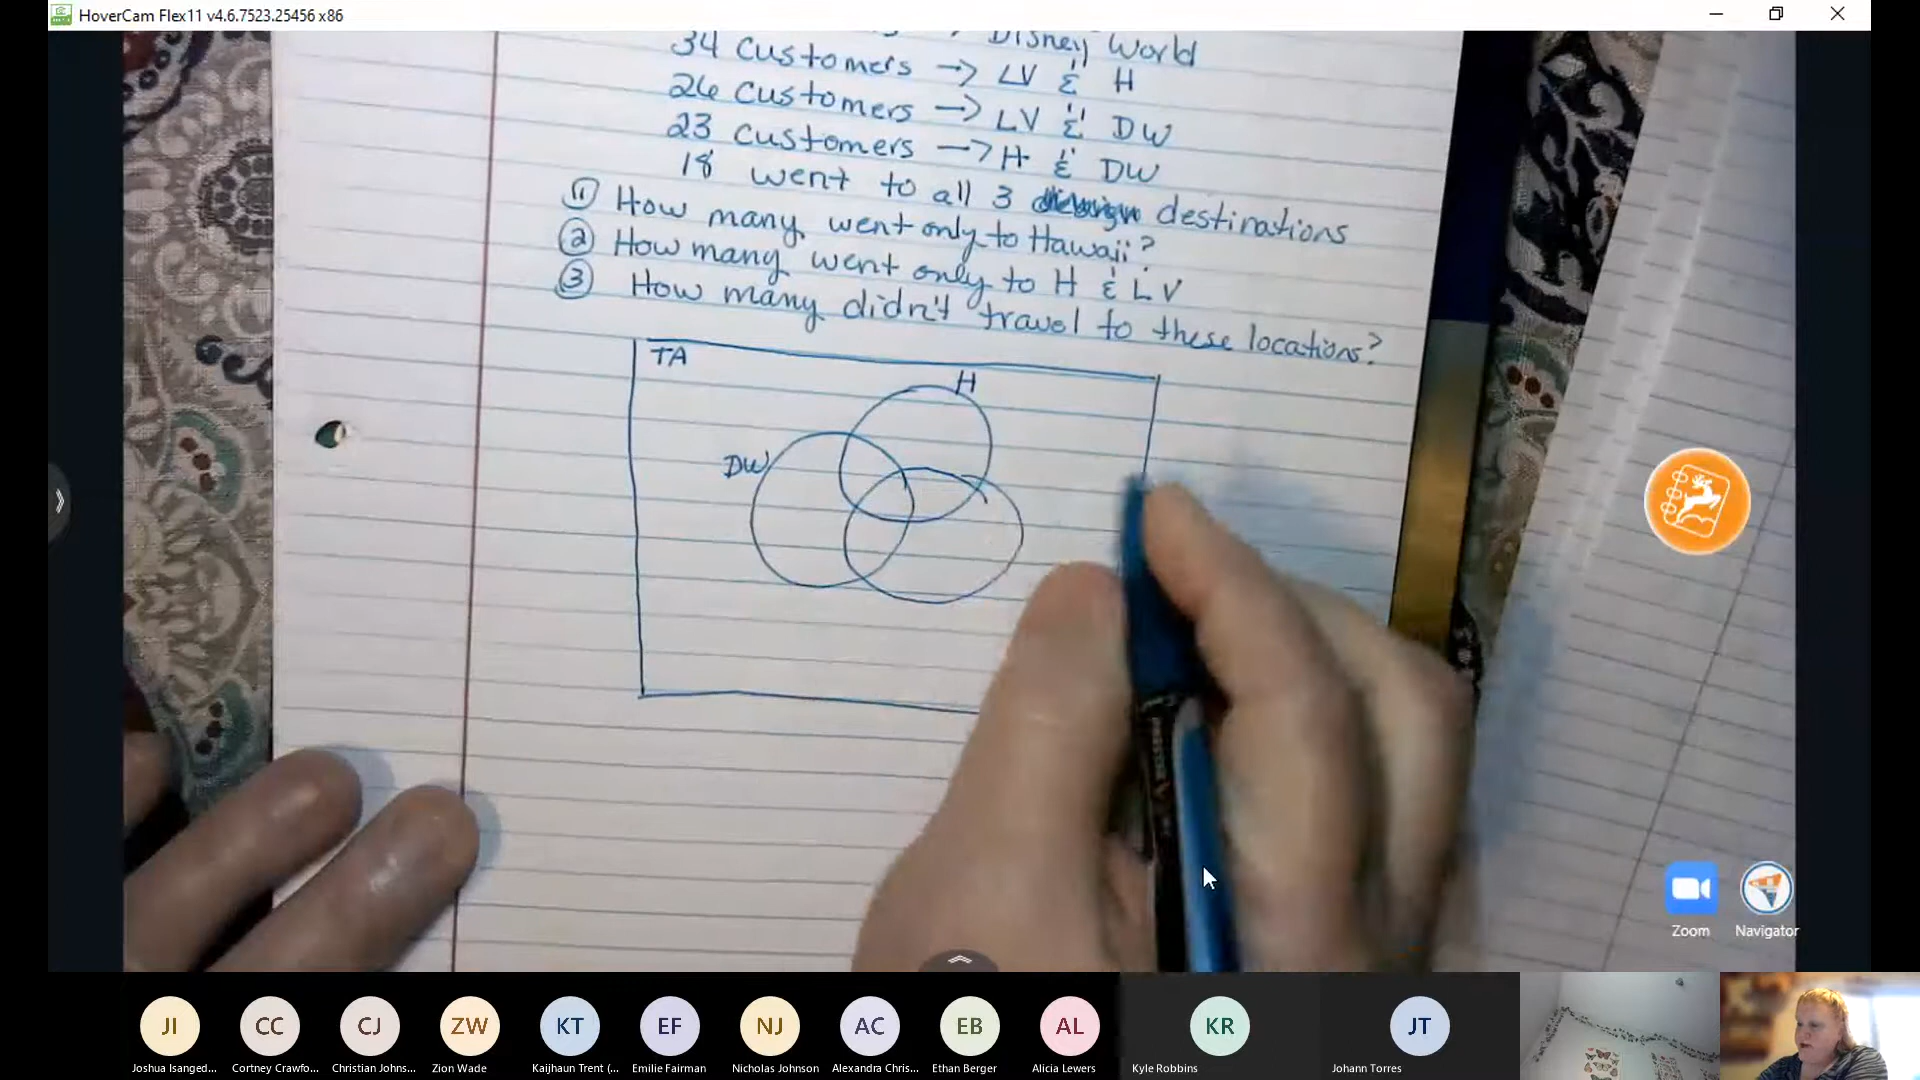 HoverCam Flex11 v4.6.7523.25456 x86
Disney World
34 Customers → LV & H
26 Customers → LV & DW
23 Customers → H & DW
18 went to all 3 destinations
① How many went only to Hawaii?
② How many went only to H & LV
③ How many didn't travel to these locations?
TA
H
DW
Zoom
Navigator
JI
CC
CJ
ZW
KT
EF
NJ
AC
EB
AL
KR
JT
Joshua Isanged...
Cortney Crawfo...
Christian Johns...
Zion Wade
Kaijhaun Trent (...
Emilie Fairman
Nicholas Johnson
Alexandra Chris...
Ethan Berger
Alicia Lewers
Kyle Robbins
Johann Torres